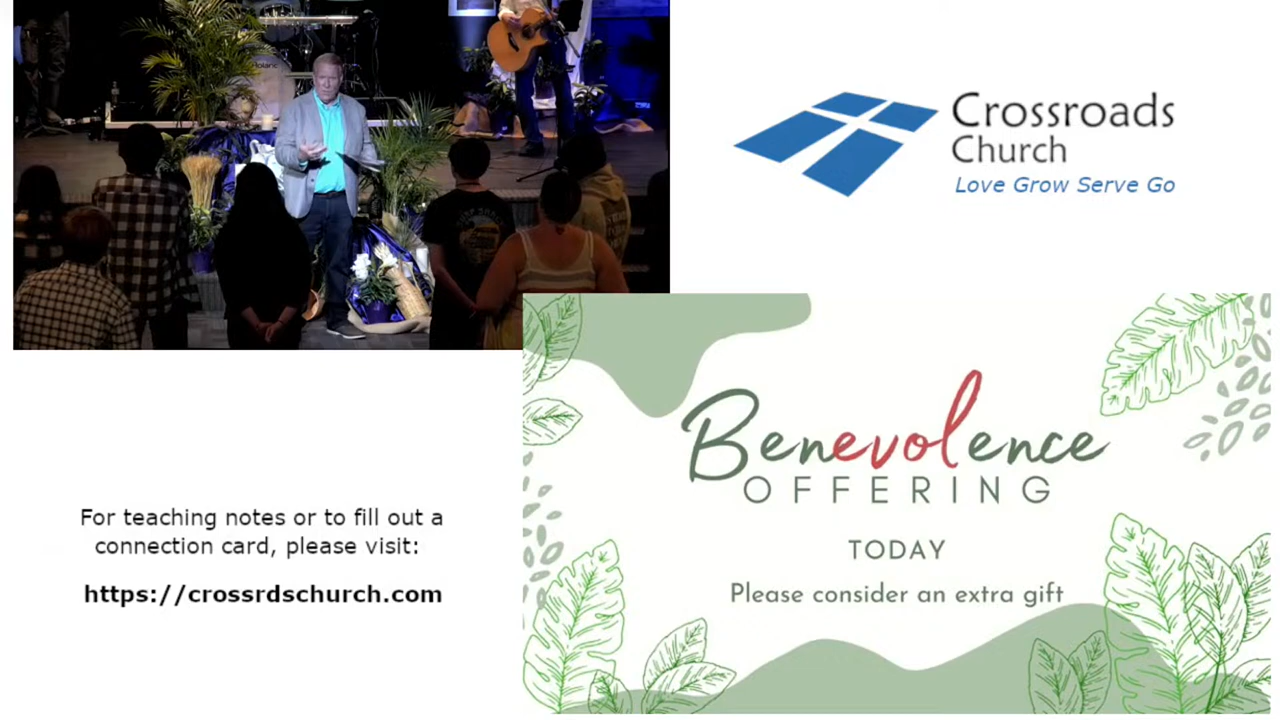 Crossroads
Church
Love Grow Serve Go
Benevolence
OFFERING
TODAY
Please consider an extra gift
For teaching notes or to fill out a
connection card, please visit:
https://crossrdschurch.com